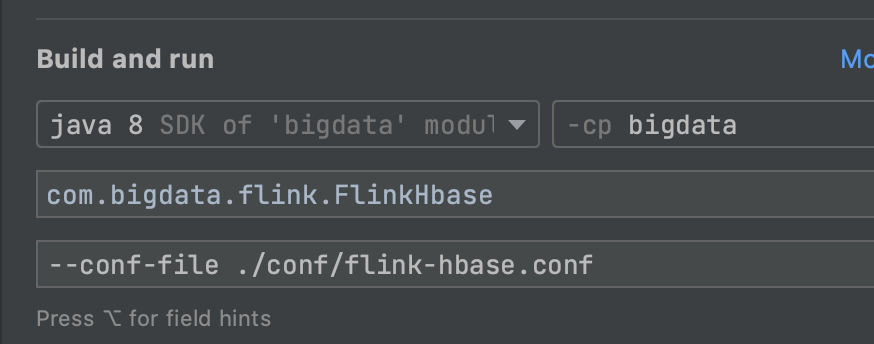 Build and run
Mo
java 8 SDK of 'bigdata' modul
-cp bigdata
com.bigdata.flink.FlinkHbase
--conf-file ./conf/flink-hbase.conf
Press ⌥ for field hints